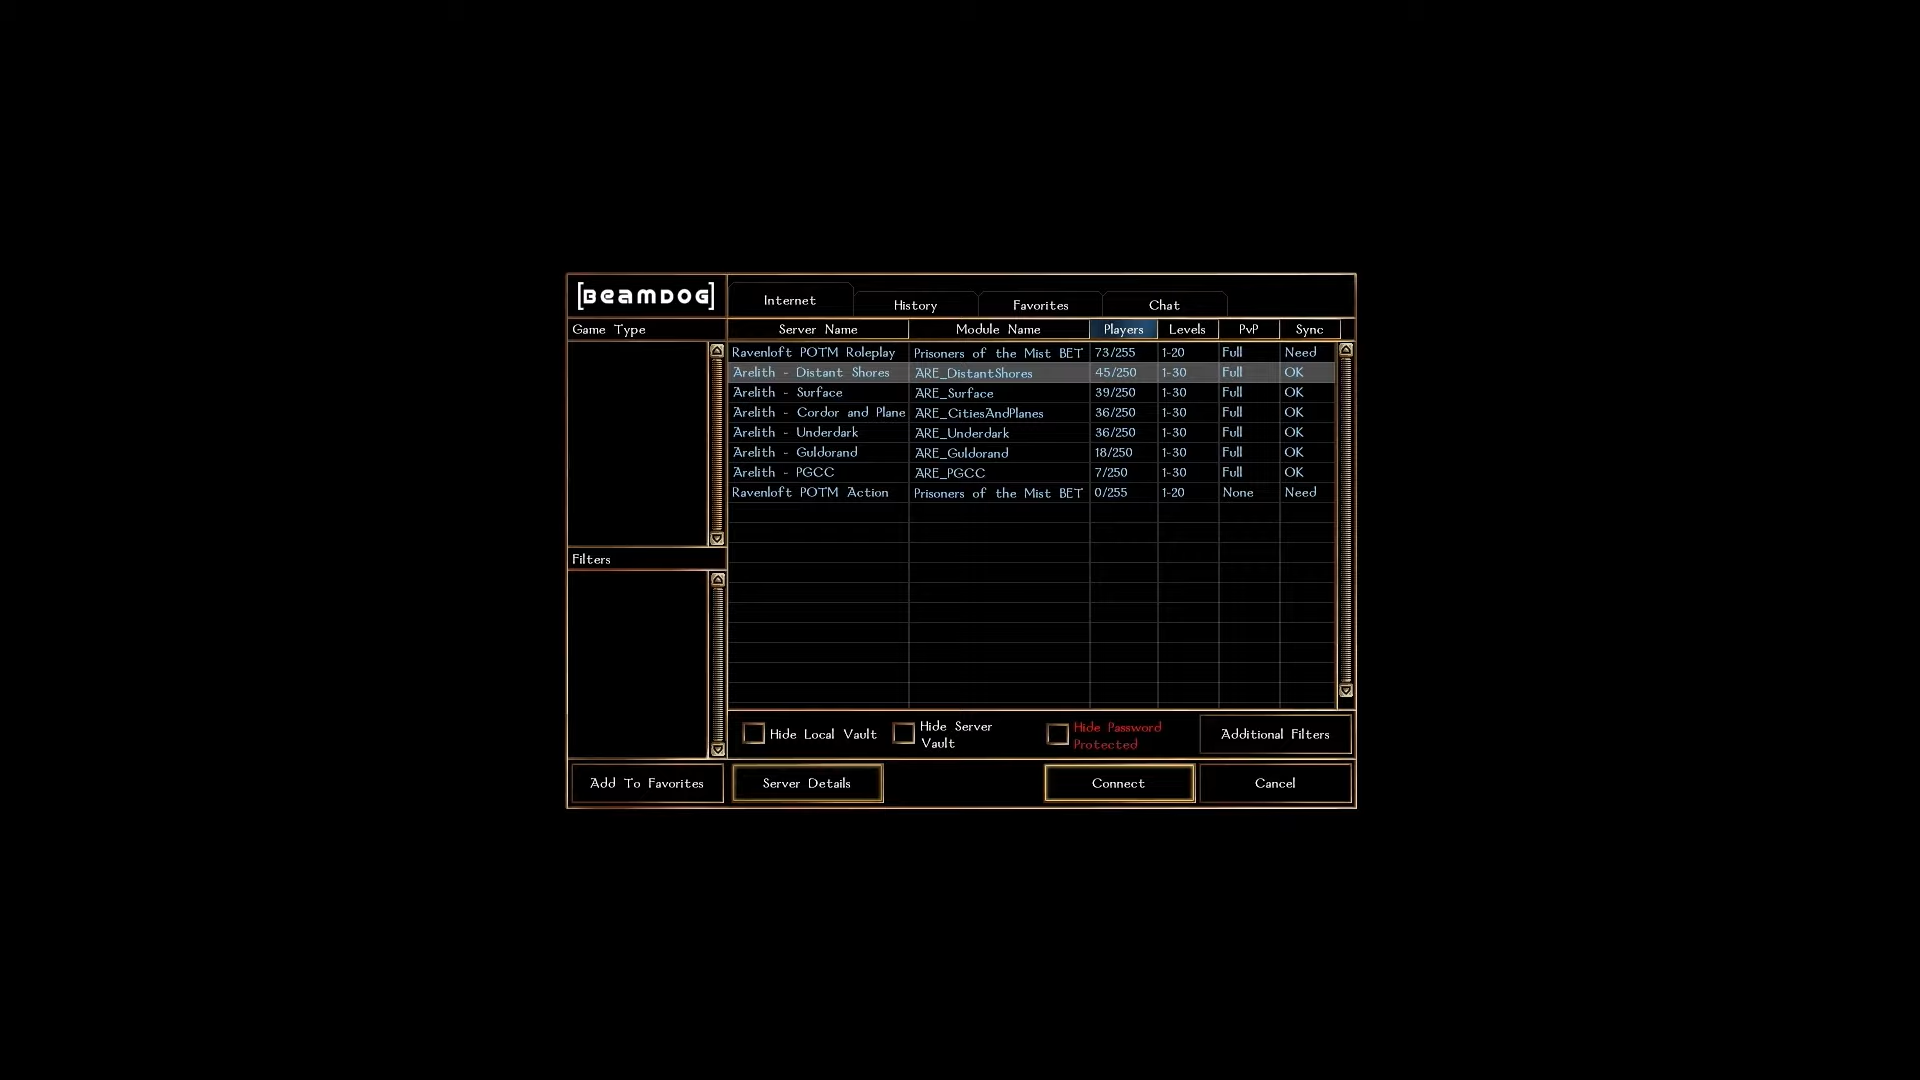 [BEAMDOG]
Internet History Favorites Chat
Game Type
Server Name Module Name Players Levels PvP Sync
Ravenloft POTM Roleplay Prisoners of the Mist BET 73/255 1-20 Full Need
Arelith - Distant Shores ARE_DistantShores 45/250 1-30 Full OK
Arelith - Surface ARE_Surface 39/250 1-30 Full OK
Arelith - Cordor and Plane ARE_CitiesAndPlanes 36/250 1-30 Full OK
Arelith - Underdark ARE_Underdark 36/250 1-30 Full OK
Arelith - Guldorand ARE_Guldorand 18/250 1-30 Full OK
Arelith - PGCC ARE_PGCC 7/250 1-30 Full OK
Ravenloft POTM Action Prisoners of the Mist BET 0/255 1-20 None Need
Filters
Hide Local Vault
Hide Server
Vault
Hide Password
Protected
Additional Filters
Add To Favorites
Server Details
Connect
Cancel